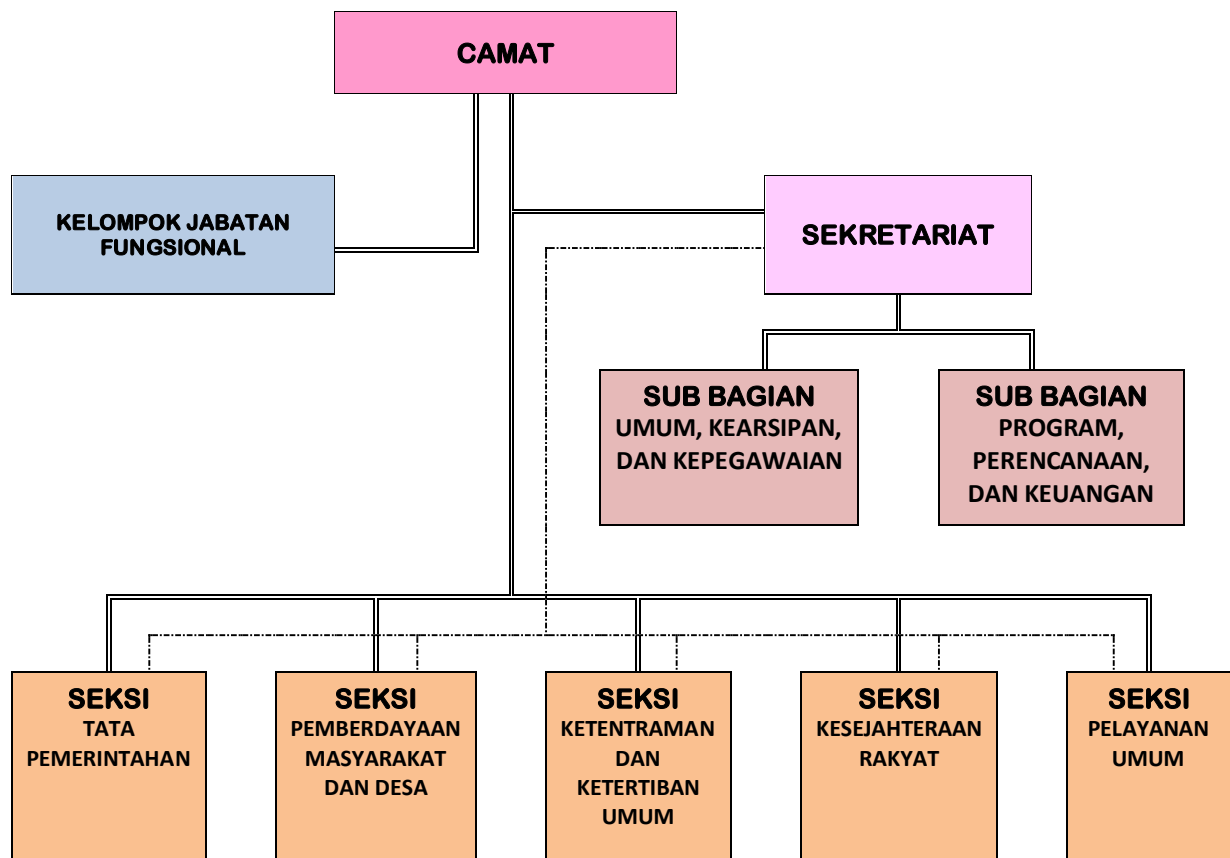 CAMAT
KELOMPOK JABATAN
FUNGSIONAL
SEKRETARIAT
SUB BAGIAN
UMUM, KEARSIPAN,
DAN KEPEGAWAIAN
SUB BAGIAN
PROGRAM,
PERENCANAAN,
DAN KEUANGAN
SEKSI
TATA
PEMERINTAHAN
SEKSI
PEMBERDAYAAN
MASYARAKAT
DAN DESA
SEKSI
KETENTRAMAN
DAN
KETERTIBAN
UMUM
SEKSI
KESEJAHTERAAN
RAKYAT
SEKSI
PELAYANAN
UMUM